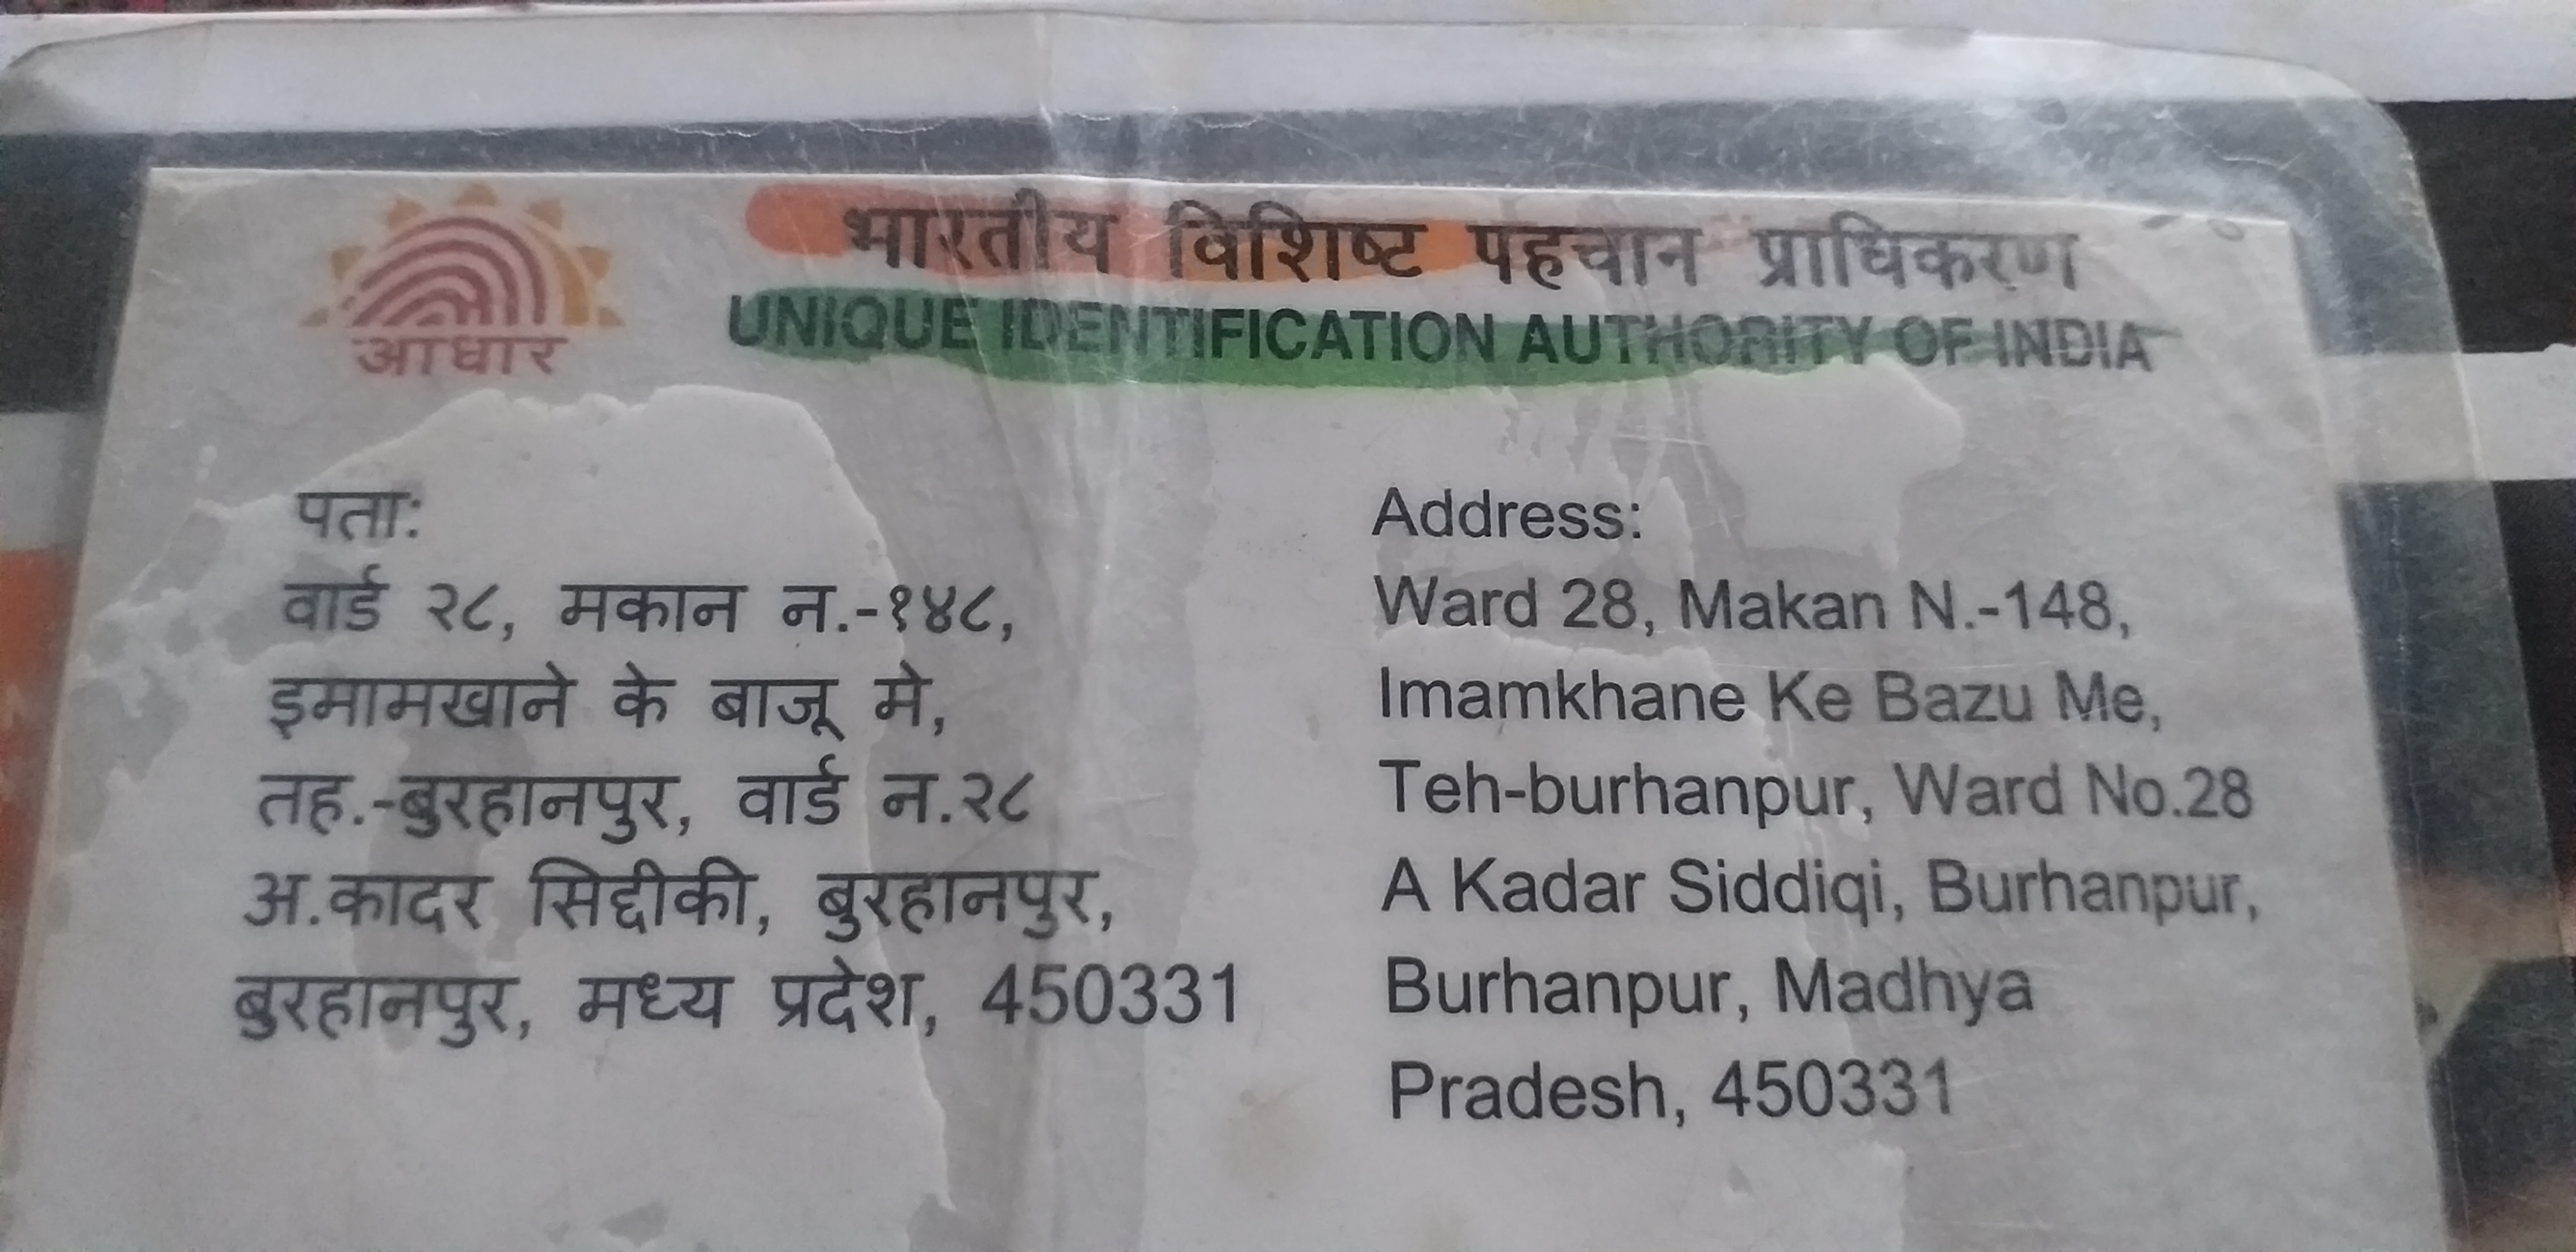 आधार
भारतीय विशिष्ट पहचान प्राधिकरण
UNIQUE IDENTIFICATION AUTHORITY OF INDIA
पता:
वार्ड २८, मकान न.-१४८,
इमामखाने के बाजू मे,
तह.-बुरहानपुर, वार्ड न.२८
अ.कादर सिद्दीकी, बुरहानपुर,
बुरहानपुर, मध्य प्रदेश, 450331
Address:
Ward 28, Makan N.-148,
Imamkhane Ke Bazu Me,
Teh-burhanpur, Ward No.28
A Kadar Siddiqi, Burhanpur,
Burhanpur, Madhya
Pradesh, 450331